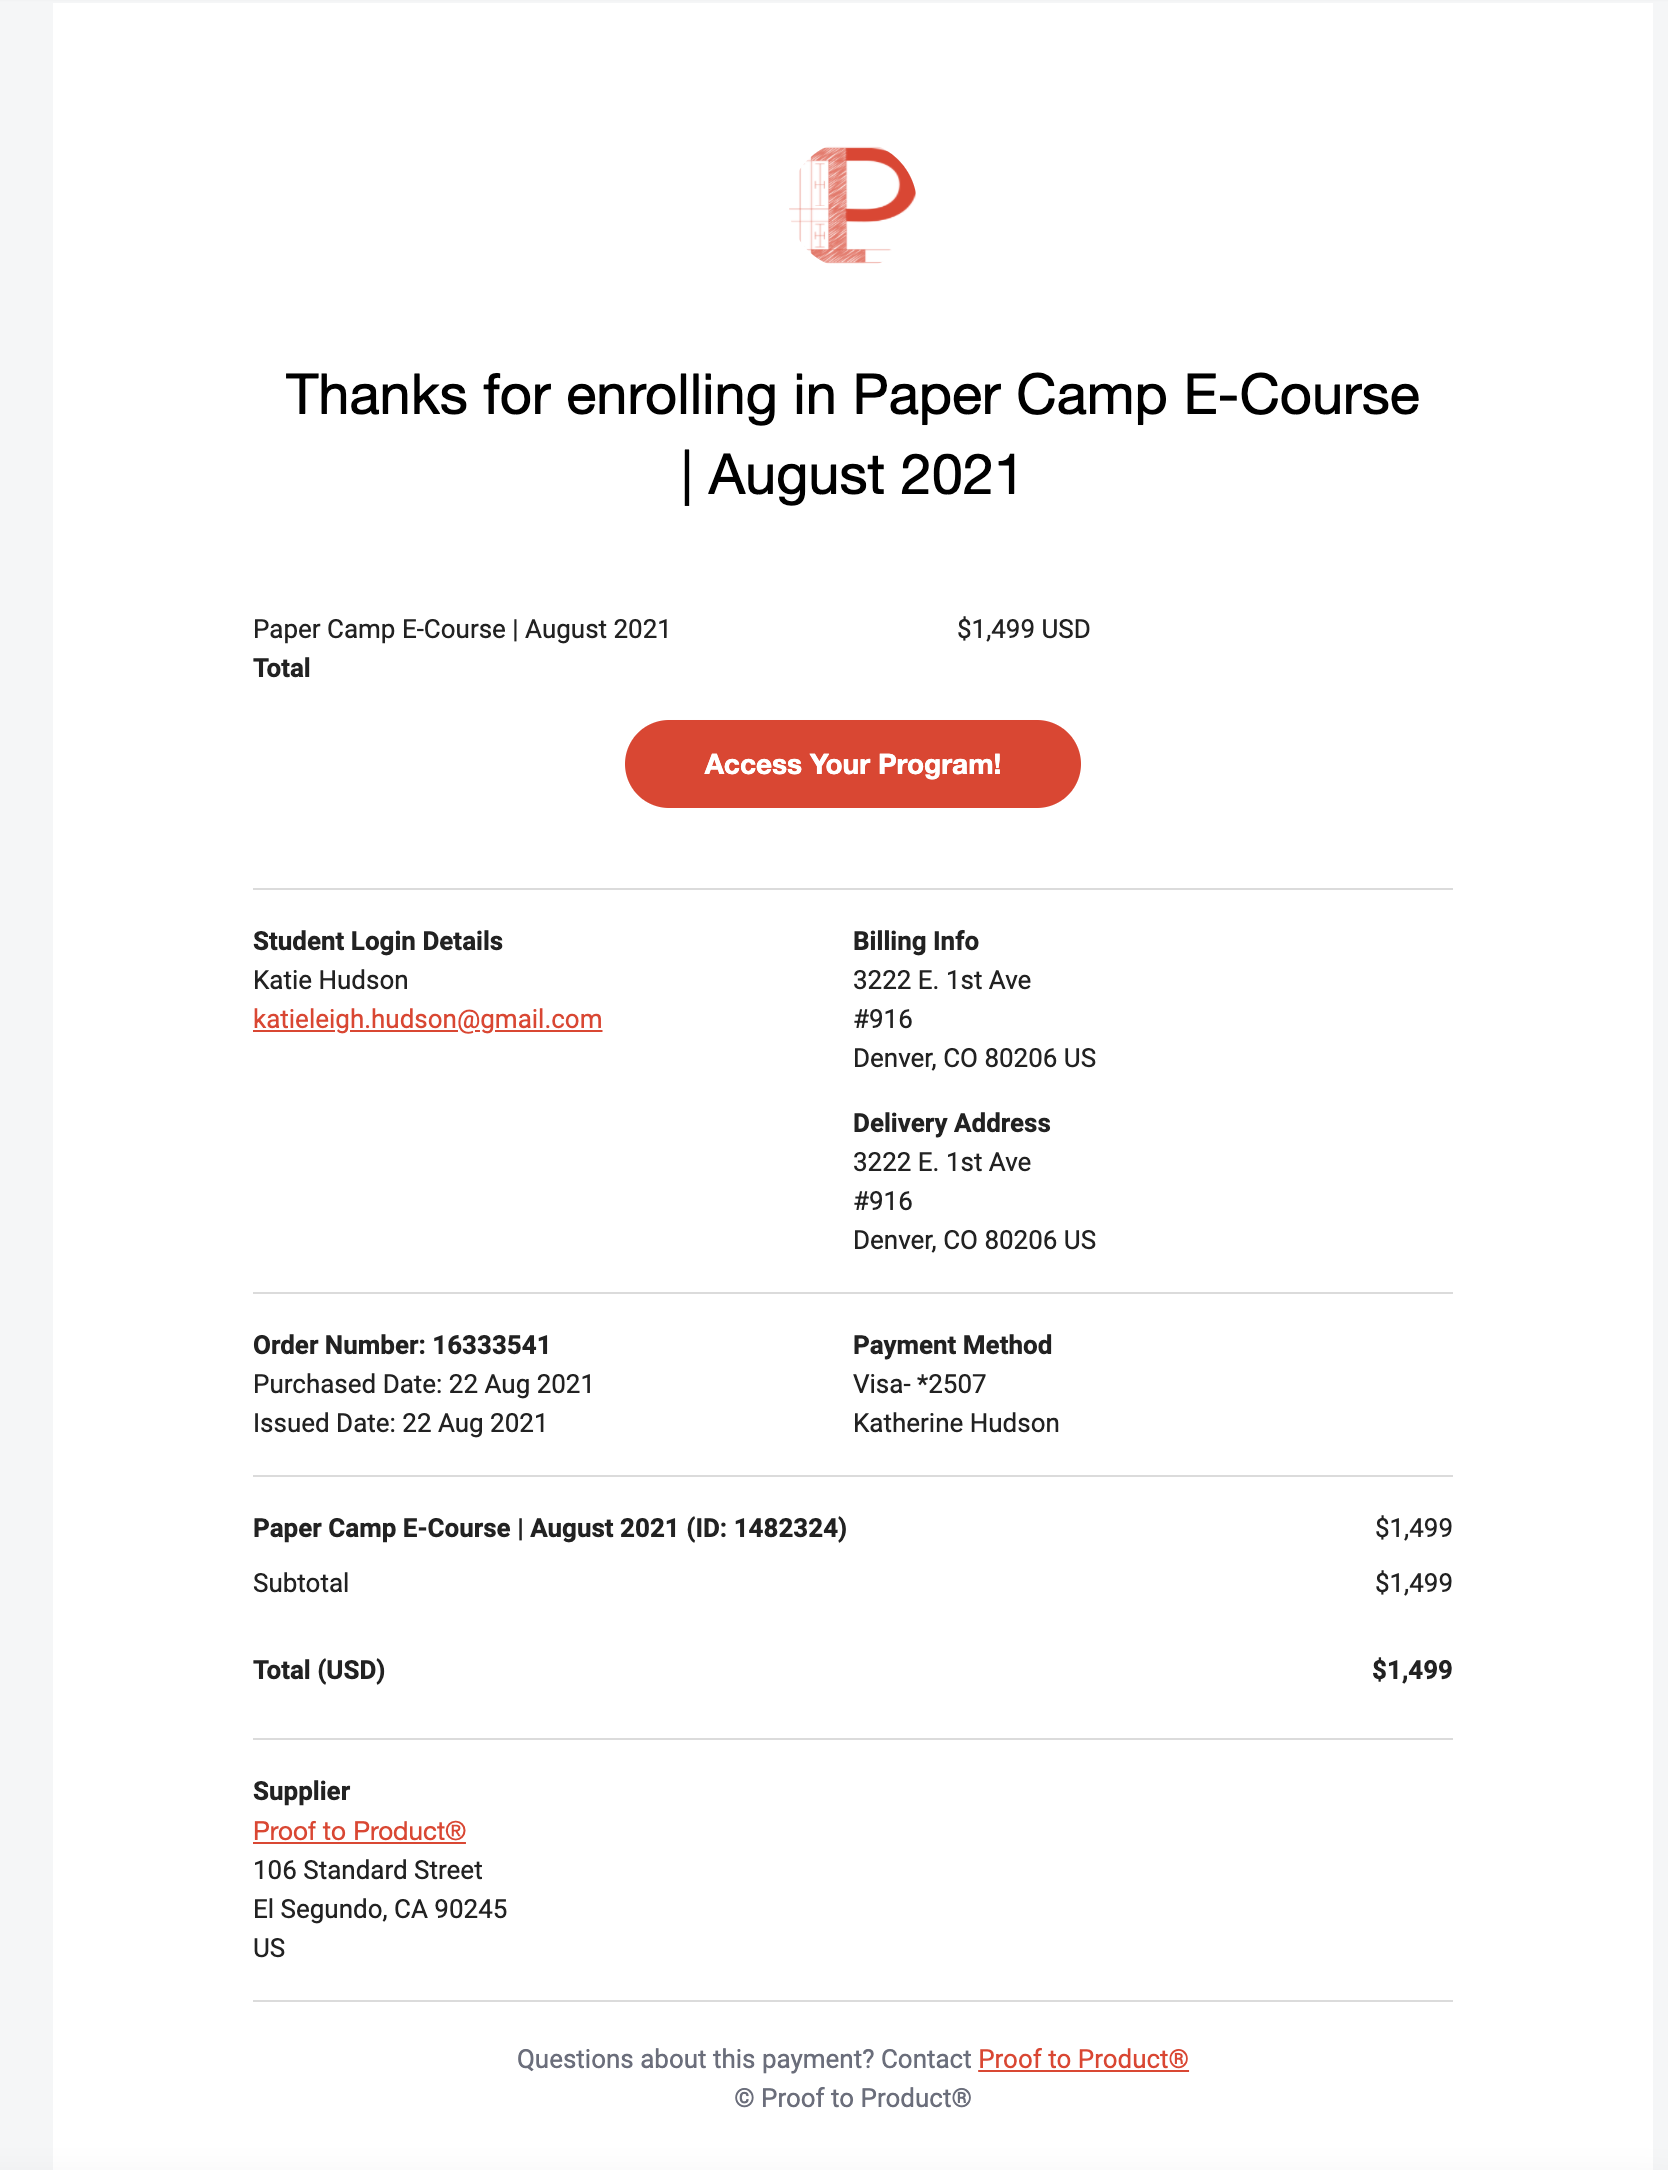 Thanks for enrolling in Paper Camp E-Course
| August 2021
Paper Camp E-Course | August 2021 $1,499 USD
Total
Access Your Program!
Student Login Details
Katie Hudson
katieleigh.hudson@gmail.com
Billing Info
3222 E. 1st Ave
#916
Denver, CO 80206 US
Delivery Address
3222 E. 1st Ave
#916
Denver, CO 80206 US
Order Number: 16333541
Purchased Date: 22 Aug 2021
Issued Date: 22 Aug 2021
Payment Method
Visa- *2507
Katherine Hudson
Paper Camp E-Course | August 2021 (ID: 1482324) $1,499
Subtotal $1,499
Total (USD) $1,499
Supplier
Proof to Product®
106 Standard Street
El Segundo, CA 90245
US
Questions about this payment? Contact Proof to Product®
© Proof to Product®